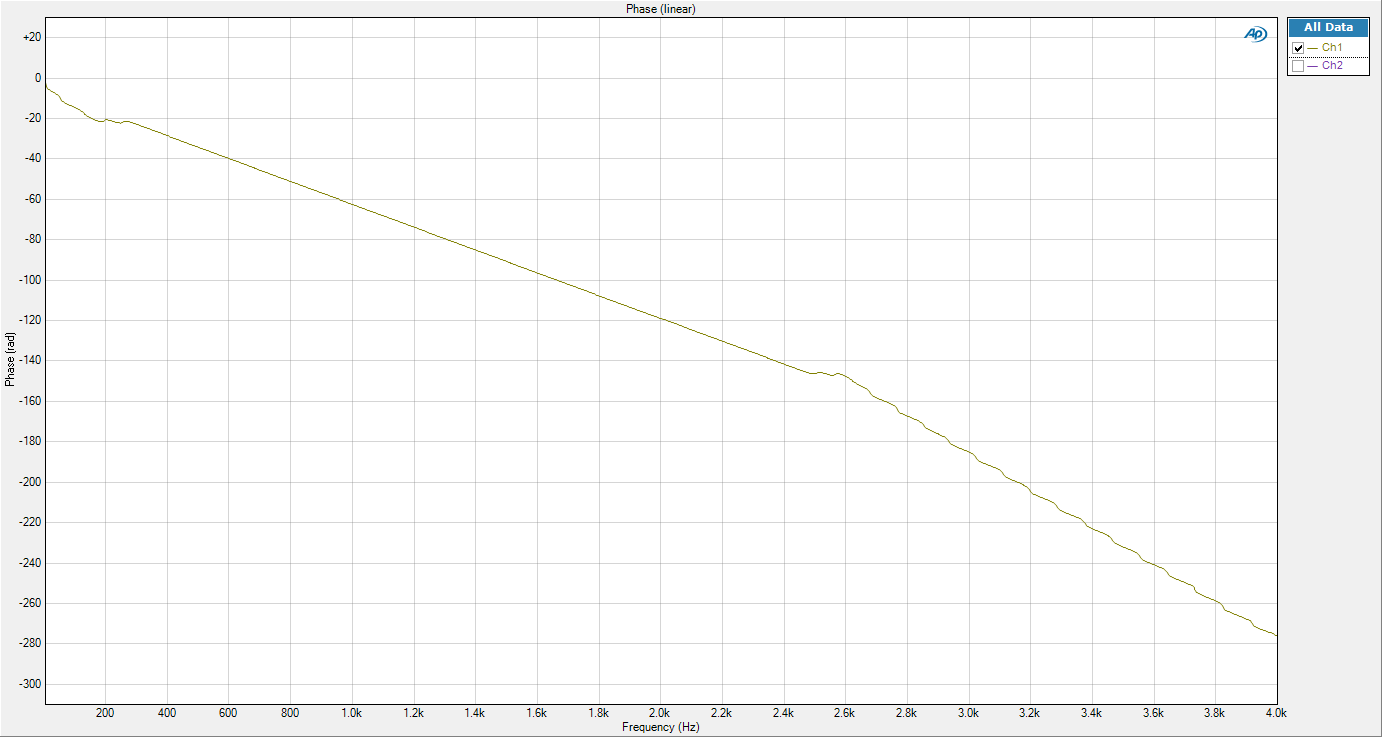 Phase (linear)
AP
All Data
Ch1
Ch2
+20
0
-20
-40
-60
-80
-100
-120
-140
-160
-180
-200
-220
-240
-260
-280
-300
Phase (rad)
200 400 600 800 1.0k 1.2k 1.4k 1.6k 1.8k 2.0k 2.2k 2.4k 2.6k 2.8k 3.0k 3.2k 3.4k 3.6k 3.8k 4.0k
Frequency (Hz)